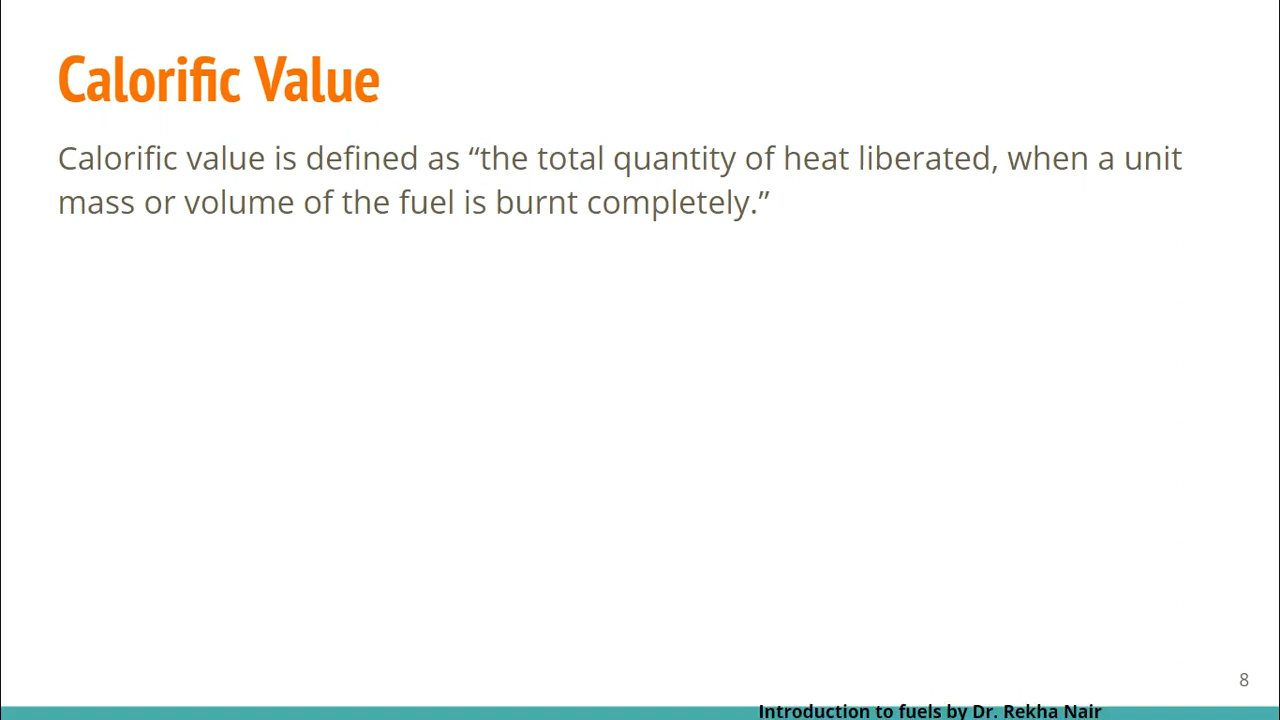 Calorific Value
Calorific value is defined as “the total quantity of heat liberated, when a unit
mass or volume of the fuel is burnt completely.”
8
Introduction to fuels by Dr. Rekha Nair